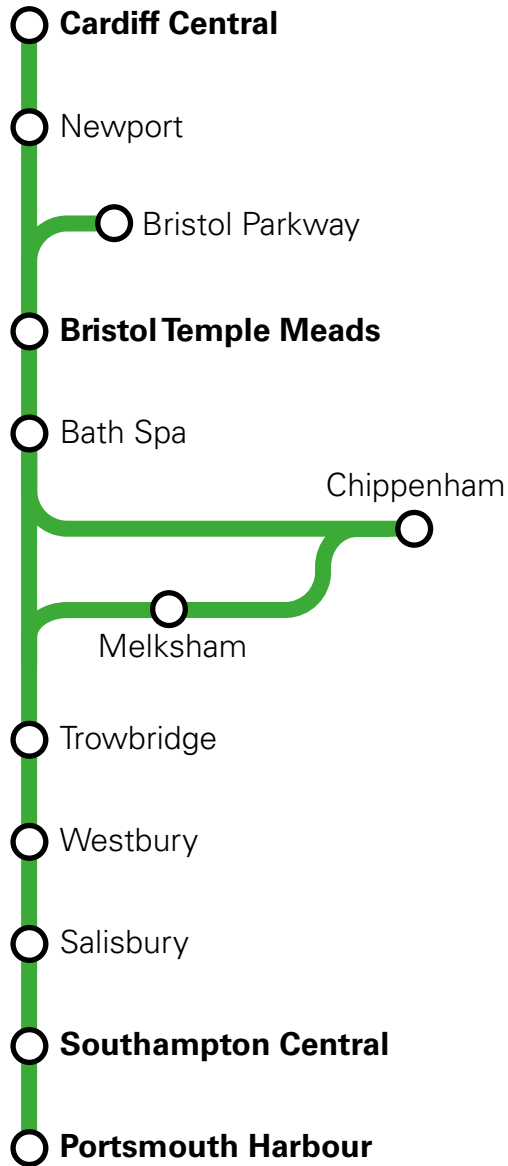 Cardiff Central
Newport
Bristol Parkway
Bristol Temple Meads
Bath Spa
Chippenham
Melksham
Trowbridge
Westbury
Salisbury
Southampton Central
Portsmouth Harbour